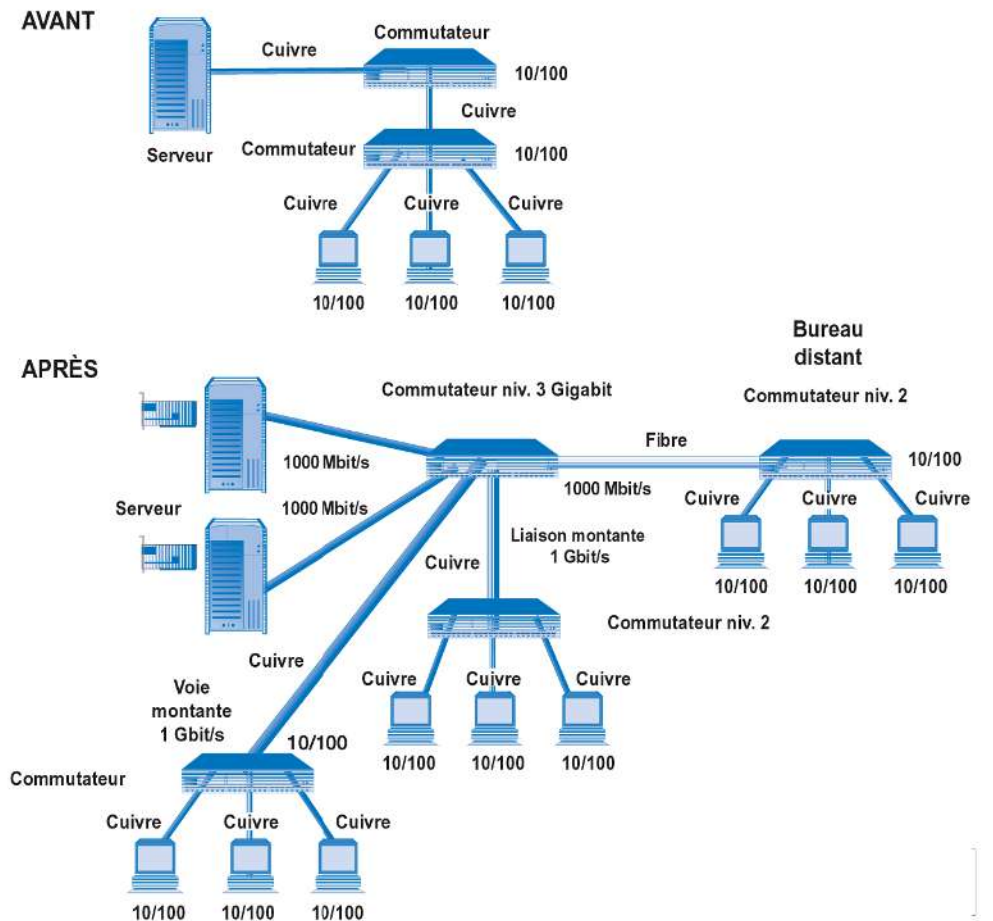 AVANT
Commutateur
Cuivre
10/100
Cuivre
Serveur
Commutateur
10/100
Cuivre
Cuivre
Cuivre
10/100
10/100
10/100
Bureau
distant
APRÈS
Commutateur niv. 3 Gigabit
Commutateur niv. 2
Fibre
10/100
1000 Mbit/s
1000 Mbit/s
Cuivre
Cuivre
Cuivre
Serveur
1000 Mbit/s
Liaison montante
1 Gbit/s
Cuivre
10/100
10/100
10/100
Commutateur niv. 2
Cuivre
Cuivre
Cuivre
Cuivre
Voie
montante
1 Gbit/s
10/100
10/100
10/100
10/100
Commutateur
Cuivre
Cuivre
Cuivre
10/100
10/100
10/100